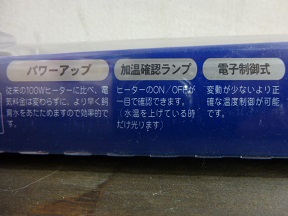 パワーアップ
従来の100Wヒーターに比べ、電
気料金は変わらずに、より早く飼
育水をあたためますので効果的で
す。
加温確認ランプ
ヒーターのON/OFFが
一目で確認できます。
(水温を上げている時
だけ光ります)
電子制御式
変動が少ないより正
確な温度制御が可能
です。